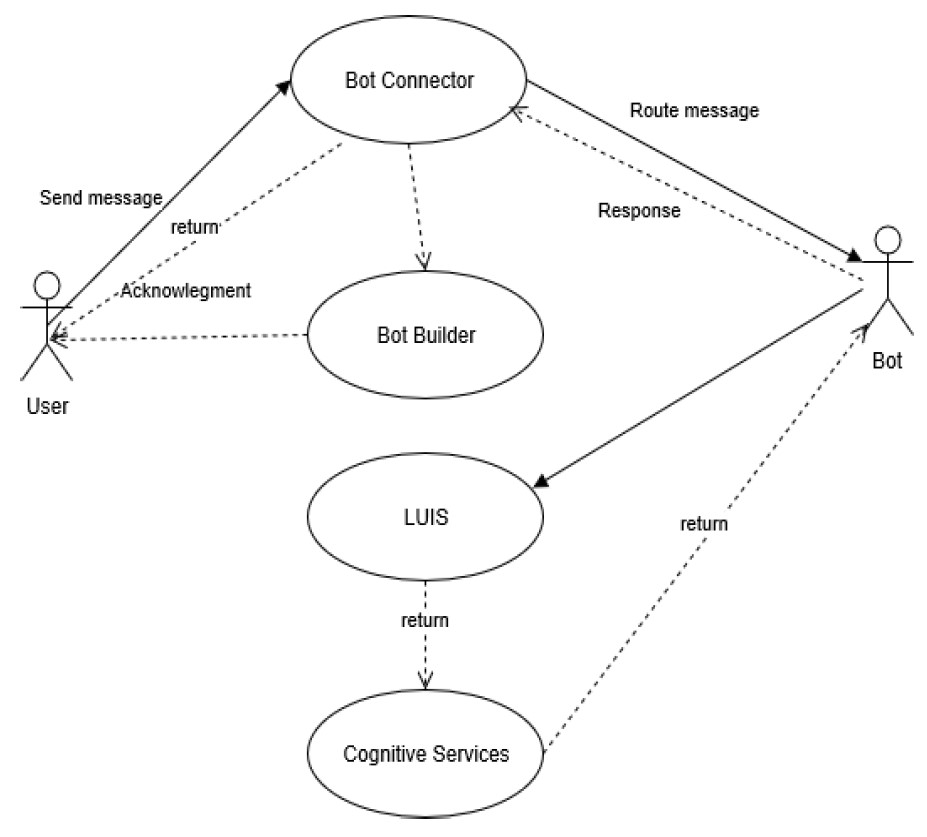 Bot Connector
Route message
Send message
return
Response
Acknowlegment
Bot Builder
Bot
User
LUIS
return
return
Cognitive Services